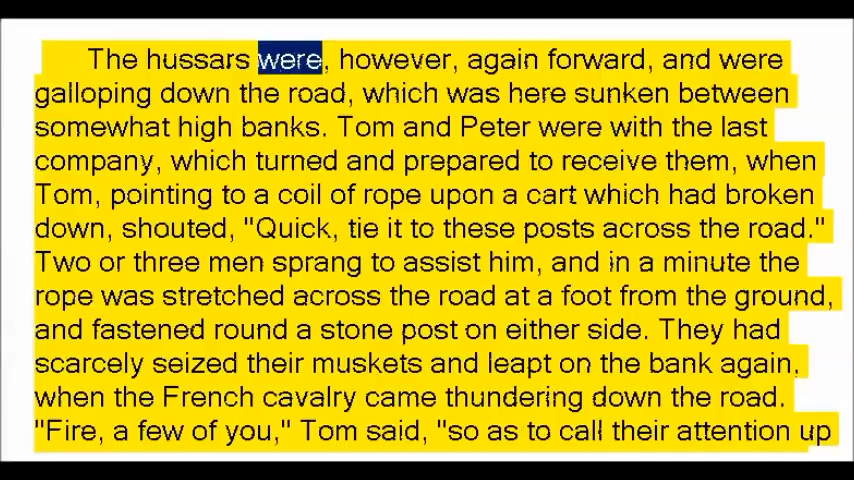 The hussars were, however, again forward, and were
galloping down the road, which was here sunken between
somewhat high banks. Tom and Peter were with the last
company, which turned and prepared to receive them, when
Tom, pointing to a coil of rope upon a cart which had broken
down, shouted, "Quick, tie it to these posts across the road."
Two or three men sprang to assist him, and in a minute the
rope was stretched across the road at a foot from the ground,
and fastened round a stone post on either side. They had
scarcely seized their muskets and leapt on the bank again,
when the French cavalry came thundering down the road.
"Fire, a few of you," Tom said, "so as to call their attention up